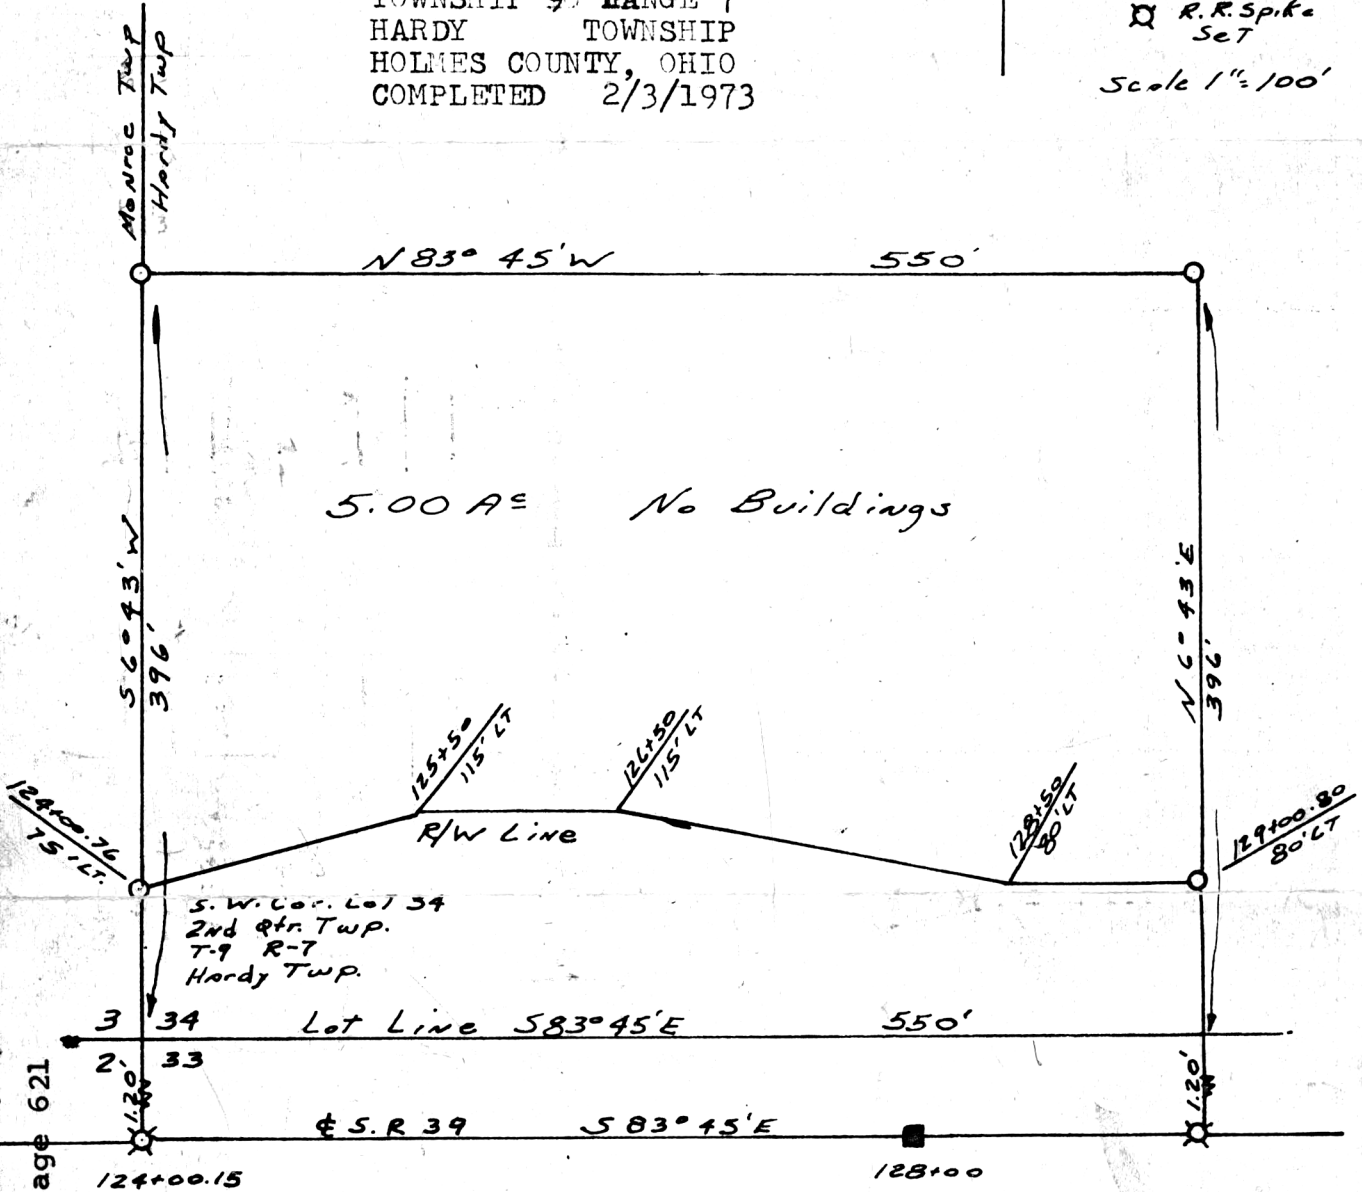 HARDY TOWNSHIP
HOLMES COUNTY, OHIO
COMPLETED 2/3/1973
R.R. Spike
Set
Scale 1"=100'
Monroe Twp
Hardy Twp
N 83° 45' W 550'
5.00 Ac No Buildings
S 6° 43' W
396'
N 6° 43' E
396'
125+50
115' LT
126+50
115' LT
128+50
80' LT
124+00.76
75' LT.
129+00.80
80' LT
R/W Line
S. W. Cor. Lot 34
2nd Qtr. Twp.
T-9 R-7
Hardy Twp.
3 34
Lot Line S 83° 45' E 550'
2 33
1.20'
1.20'
℄ S.R 39 S 83° 45' E
124+00.15
128+00
age 621